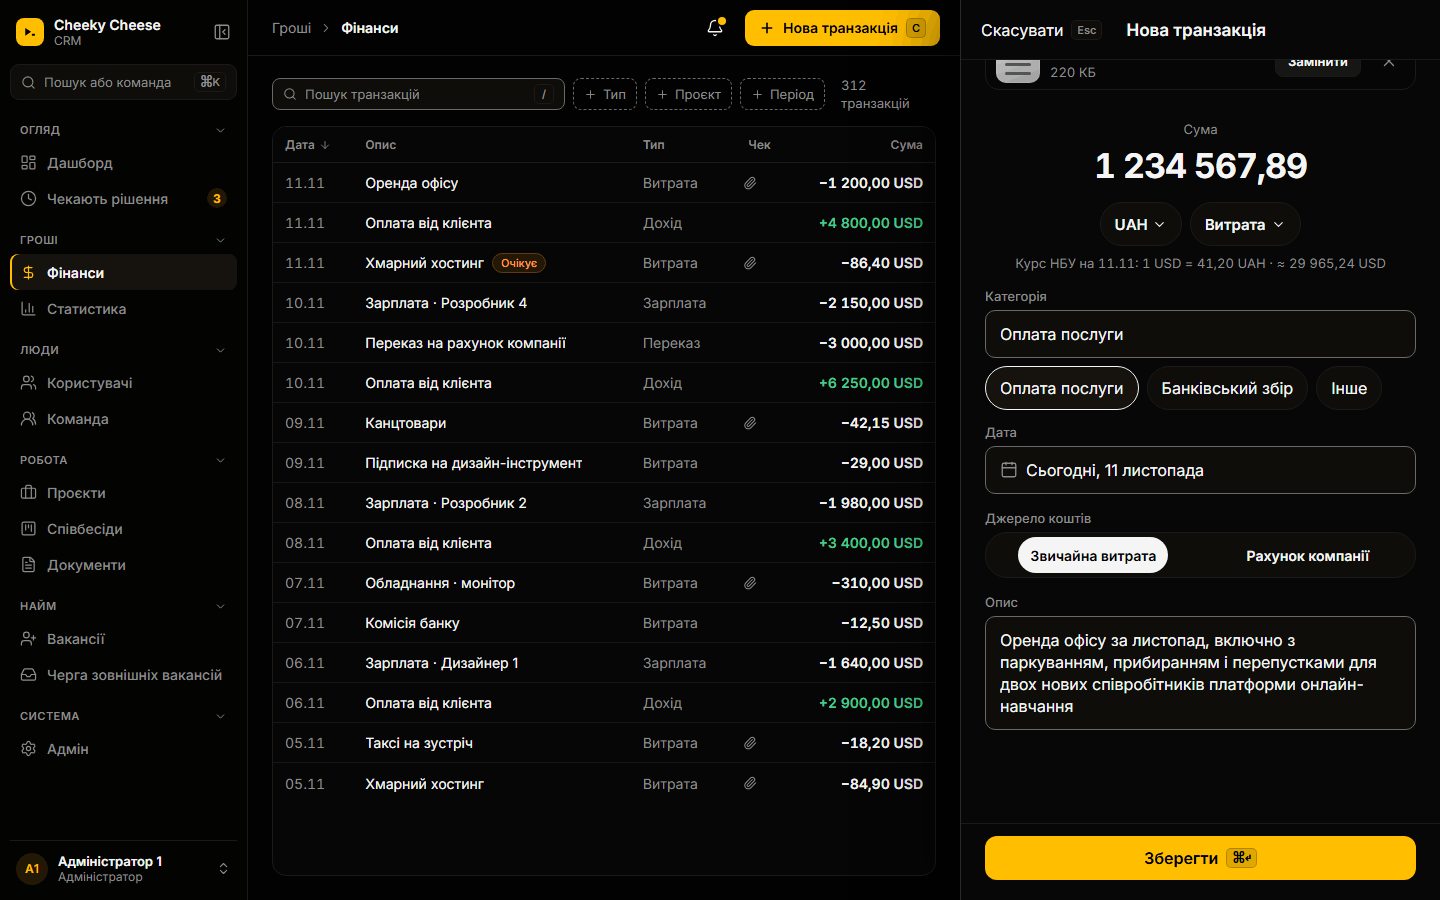 Cheeky Cheese
CRM
Пошук або команда ⌘K
ОГЛЯД
Дашборд
Чекають рішення 3
ГРОШІ
Фінанси
Статистика
ЛЮДИ
Користувачі
Команда
РОБОТА
Проєкти
Співбесіди
Документи
НАЙМ
Вакансії
Черга зовнішніх вакансій
СИСТЕМА
Адмін
A1
Адміністратор 1
Адміністратор
Гроші > Фінанси
+ Нова транзакція C
Пошук транзакцій /
+ Тип
+ Проєкт
+ Період
312
транзакцій
Дата ↓ Опис Тип Чек Сума
11.11 Оренда офісу Витрата −1 200,00 USD
11.11 Оплата від клієнта Дохід +4 800,00 USD
11.11 Хмарний хостинг Очікує Витрата −86,40 USD
10.11 Зарплата · Розробник 4 Зарплата −2 150,00 USD
10.11 Переказ на рахунок компанії Переказ −3 000,00 USD
10.11 Оплата від клієнта Дохід +6 250,00 USD
09.11 Канцтовари Витрата −42,15 USD
09.11 Підписка на дизайн-інструмент Витрата −29,00 USD
08.11 Зарплата · Розробник 2 Зарплата −1 980,00 USD
08.11 Оплата від клієнта Дохід +3 400,00 USD
07.11 Обладнання · монітор Витрата −310,00 USD
07.11 Комісія банку Витрата −12,50 USD
06.11 Зарплата · Дизайнер 1 Зарплата −1 640,00 USD
06.11 Оплата від клієнта Дохід +2 900,00 USD
05.11 Таксі на зустріч Витрата −18,20 USD
05.11 Хмарний хостинг Витрата −84,90 USD
Скасувати Esc Нова транзакція
220 КБ
Замінити
Сума
1 234 567,89
UAH
Витрата
Курс НБУ на 11.11: 1 USD = 41,20 UAH · ≈ 29 965,24 USD
Категорія
Оплата послуги
Оплата послуги
Банківський збір
Інше
Дата
Сьогодні, 11 листопада
Джерело коштів
Звичайна витрата
Рахунок компанії
Опис
Оренда офісу за листопад, включно з
паркуванням, прибиранням і перепустками для
двох нових співробітників платформи онлайн-
навчання
Зберегти ⌘↵